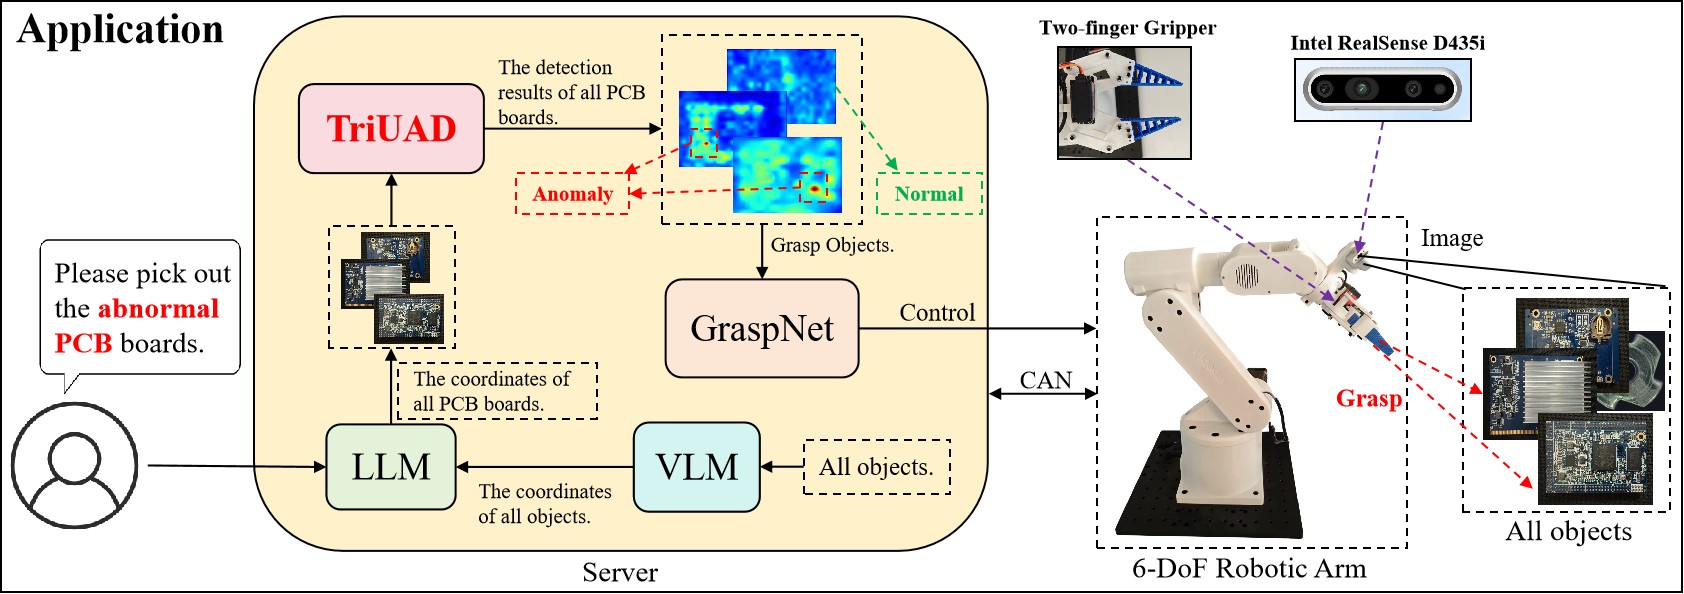 Application
Two-finger Gripper
Intel RealSense D435i
The detection
results of all PCB
boards.
TriUAD
Anomaly
Normal
Grasp Objects.
Image
Please pick out
the abnormal
PCB boards.
GraspNet
Control
The coordinates of
all PCB boards.
CAN
Grasp
LLM
VLM
All objects.
The coordinates
of all objects.
All objects
Server
6-DoF Robotic Arm